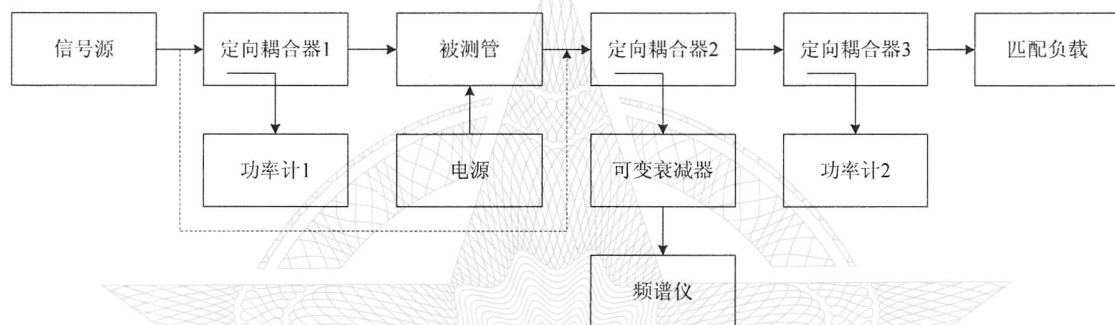 信号源
定向耦合器1
被测管
定向耦合器2
定向耦合器3
匹配负载
功率计1
电源
可变衰减器
功率计2
频谱仪